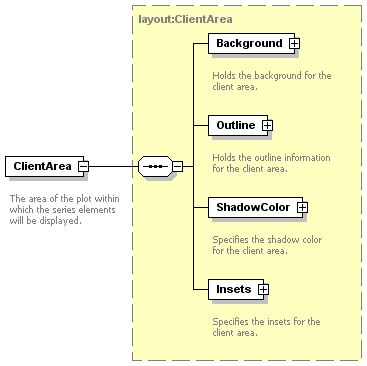 layout:ClientArea
Background
Holds the background for the
client area.
Outline
Holds the outline information
for the client area.
ClientArea
The area of the plot within
which the series elements
will be displayed.
ShadowColor
Specifies the shadow color
for the client area.
Insets
Specifies the insets for the
client area.